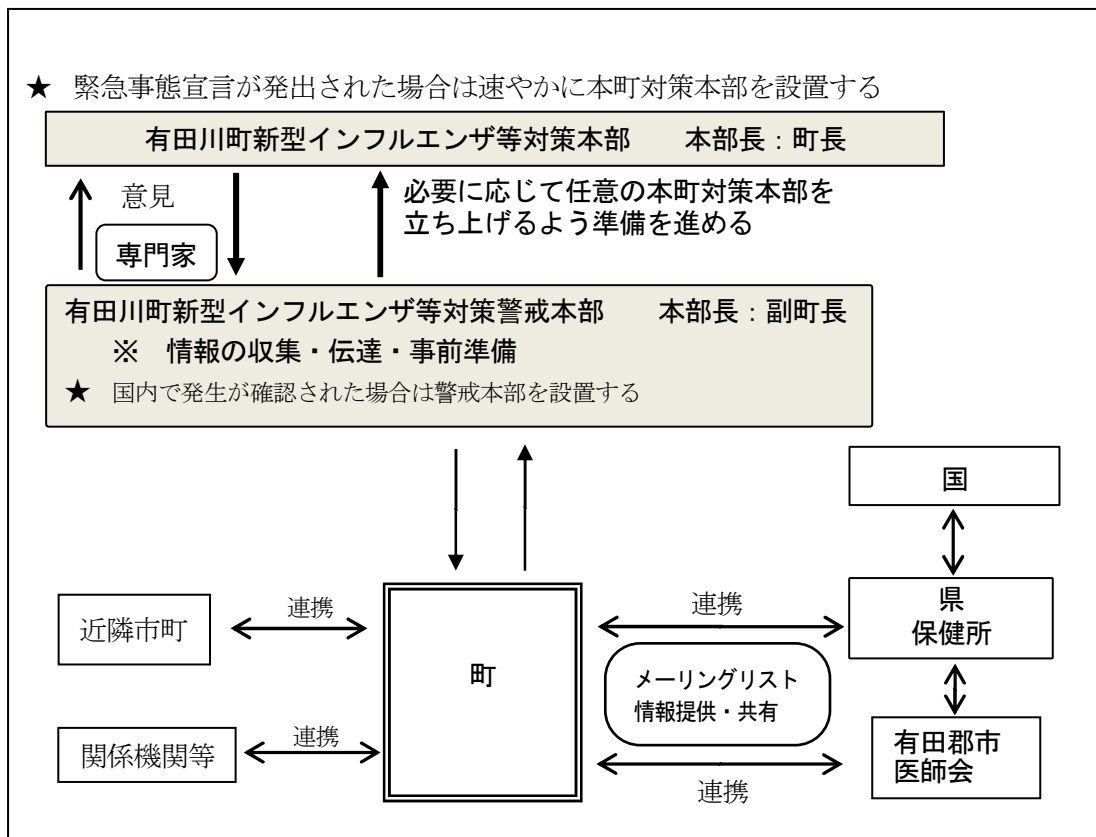 ★ 緊急事態宣言が発出された場合は速やかに本町対策本部を設置する
有田川町新型インフルエンザ等対策本部 本部長：町長
意見
専門家
必要に応じて任意の本町対策本部を
立ち上げるよう準備を進める
有田川町新型インフルエンザ等対策警戒本部 本部長：副町長
※ 情報の収集・伝達・事前準備
★ 国内で発生が確認された場合は警戒本部を設置する
国
近隣市町
連携
町
連携
県
保健所
メーリングリスト
情報提供・共有
関係機関等
連携
連携
有田郡市
医師会